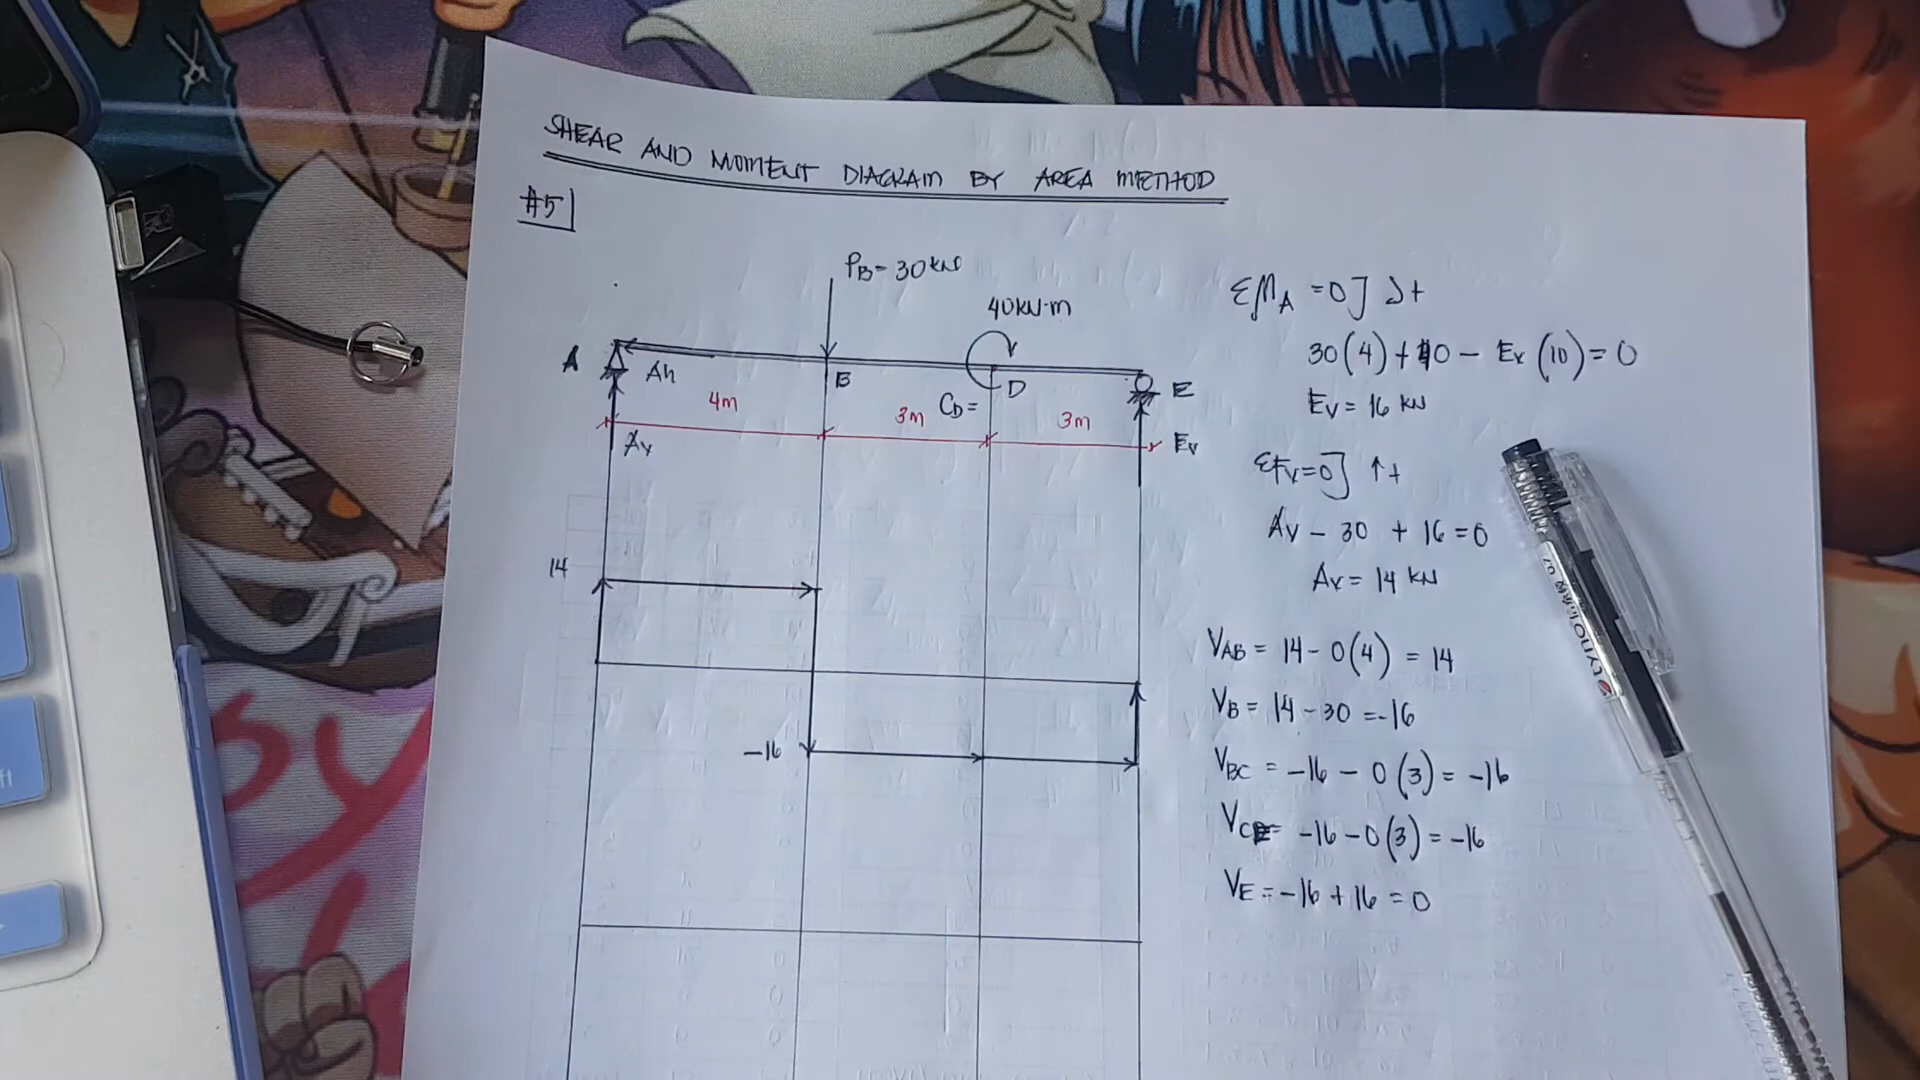 SHEAR AND MOMENT DIAGRAM BY AREA METHOD
#5
PB = 30 kN
40 kN·m
A
Ah
B
CD =
D
E
4m
3m
3m
Av
Ev
14
-16
ΣMA = 0] ↻+
30(4) + 40 - Ev (10) = 0
Ev = 16 kN
ΣFv = 0] ↑+
Av - 30 + 16 = 0
Av = 14 kN
VAB = 14 - 0(4) = 14
VB = 14 - 30 = -16
VBC = -16 - 0(3) = -16
VCE = -16 - 0(3) = -16
VE = -16 + 16 = 0